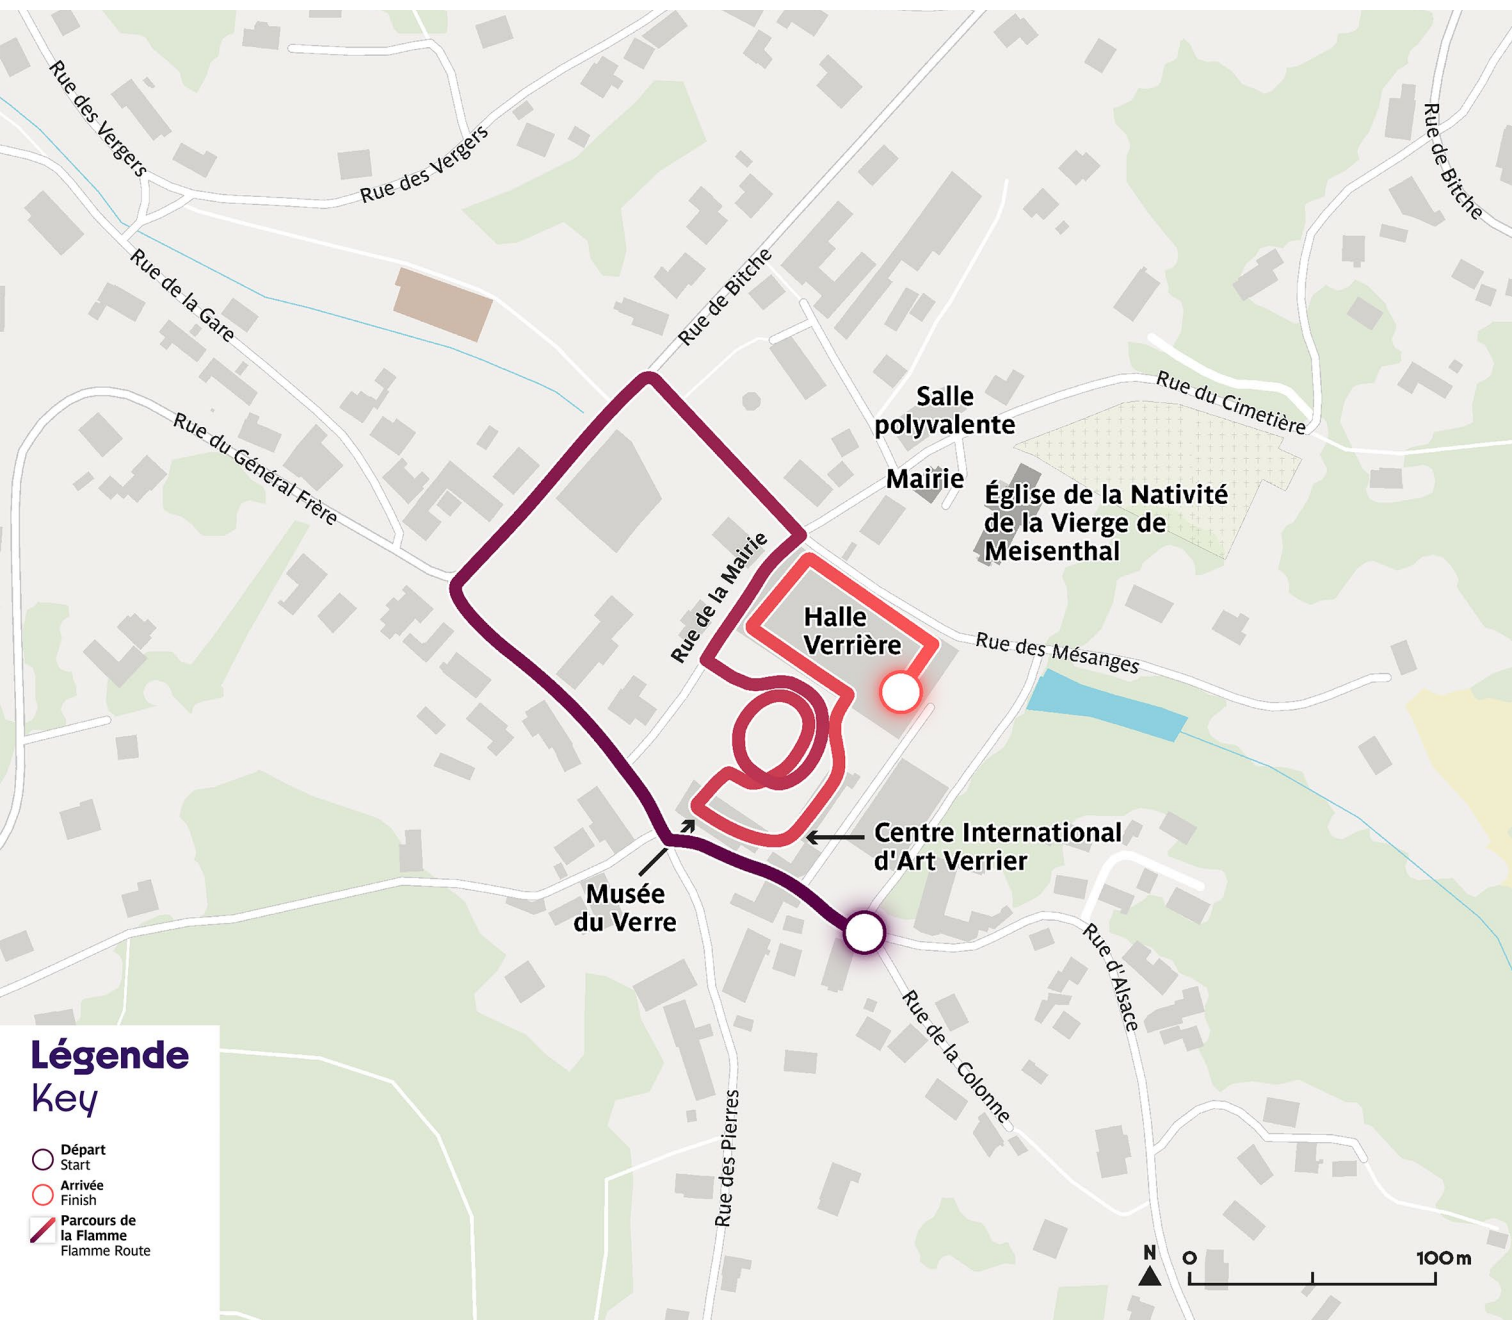 Rue des Vergers
Rue des Vergers
Rue de Bitche
Rue de la Gare
Rue de Bitche
Rue du Cimetière
Salle
polyvalente
Rue du Général Frère
Mairie
Église de la Nativité
de la Vierge de
Meisenthal
Rue de la Mairie
Halle
Verrière
Rue des Mésanges
Centre International
d'Art Verrier
Musée
du Verre
Rue d'Alsace
Rue de la Colonne
Rue des Pierres
Légende
Key
Départ
Start
Arrivée
Finish
Parcours de
la Flamme
Flamme Route
N 0 100 m